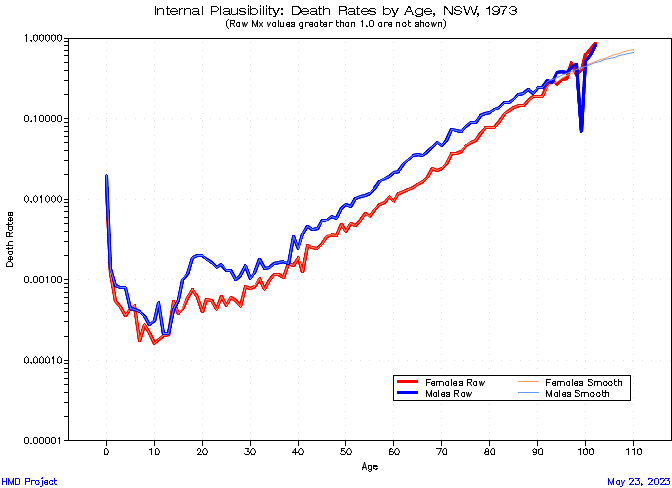 Internal Plausibility: Death Rates by Age, NSW, 1973
(Raw Mx values greater than 1.0 are not shown)
1.00000
0.10000
0.01000
0.00100
0.00010
0.00001
Death Rates
0 10 20 30 40 50 60 70 80 90 100 110
Age
Females Raw Females Smooth
Males Raw Males Smooth
HMD Project May 23, 2023